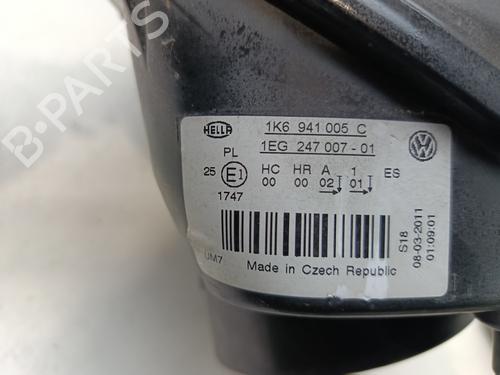 B-PARTS
HELLA
1K6 941 005 C
1EG 247 007-01
PL
25 E1 HC HR A 1 ES
00 00 02 01
1747
UM7
Made in Czech Republic
S18
08-03-2011
01:09:01